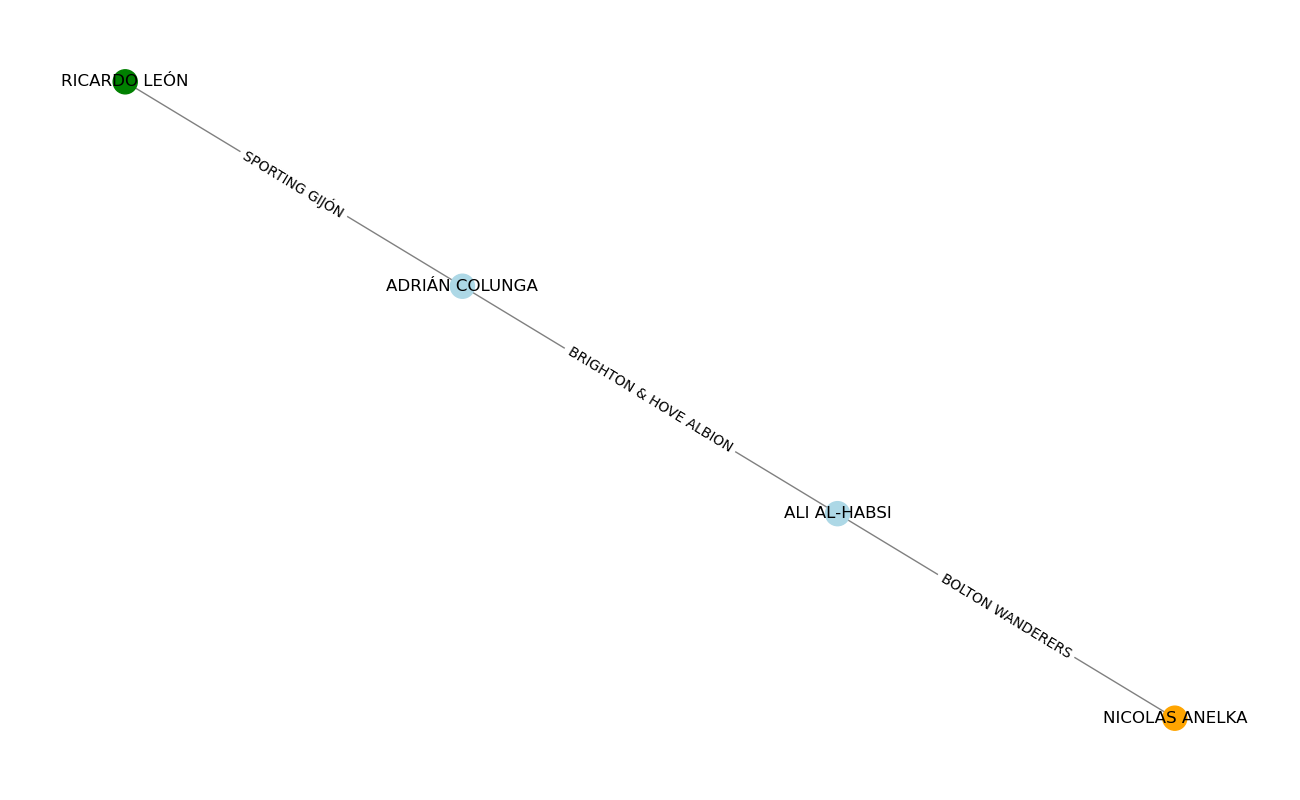 RICARDO LEÓN
SPORTING GIJÓN
ADRIÁN COLUNGA
BRIGHTON & HOVE ALBION
ALI AL-HABSI
BOLTON WANDERERS
NICOLAS ANELKA